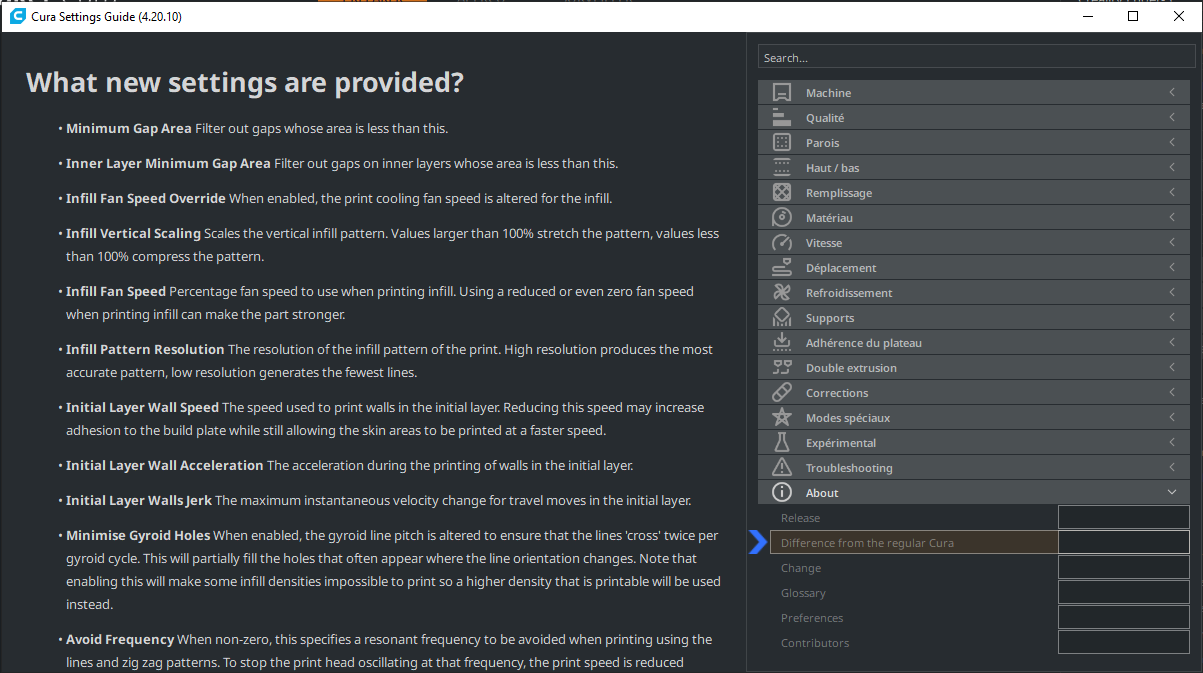 Cura Settings Guide (4.20.10)
What new settings are provided?
• Minimum Gap Area Filter out gaps whose area is less than this.
• Inner Layer Minimum Gap Area Filter out gaps on inner layers whose area is less than this.
• Infill Fan Speed Override When enabled, the print cooling fan speed is altered for the infill.
• Infill Vertical Scaling Scales the vertical infill pattern. Values larger than 100% stretch the pattern, values less
than 100% compress the pattern.
• Infill Fan Speed Percentage fan speed to use when printing infill. Using a reduced or even zero fan speed
when printing infill can make the part stronger.
• Infill Pattern Resolution The resolution of the infill pattern of the print. High resolution produces the most
accurate pattern, low resolution generates the fewest lines.
• Initial Layer Wall Speed The speed used to print walls in the initial layer. Reducing this speed may increase
adhesion to the build plate while still allowing the skin areas to be printed at a faster speed.
• Initial Layer Wall Acceleration The acceleration during the printing of walls in the initial layer.
• Initial Layer Walls Jerk The maximum instantaneous velocity change for travel moves in the initial layer.
• Minimise Gyroid Holes When enabled, the gyroid line pitch is altered to ensure that the lines 'cross' twice per
gyroid cycle. This will partially fill the holes that often appear where the line orientation changes. Note that
enabling this will make some infill densities impossible to print so a higher density that is printable will be used
instead.
• Avoid Frequency When non-zero, this specifies a resonant frequency to be avoided when printing using the
lines and zig zag patterns. To stop the print head oscillating at that frequency, the print speed is reduced
Search...
Machine
Qualité
Parois
Haut / bas
Remplissage
Matériau
Vitesse
Déplacement
Refroidissement
Supports
Adhérence du plateau
Double extrusion
Corrections
Modes spéciaux
Expérimental
Troubleshooting
About
Release
Difference from the regular Cura
Change
Glossary
Preferences
Contributors